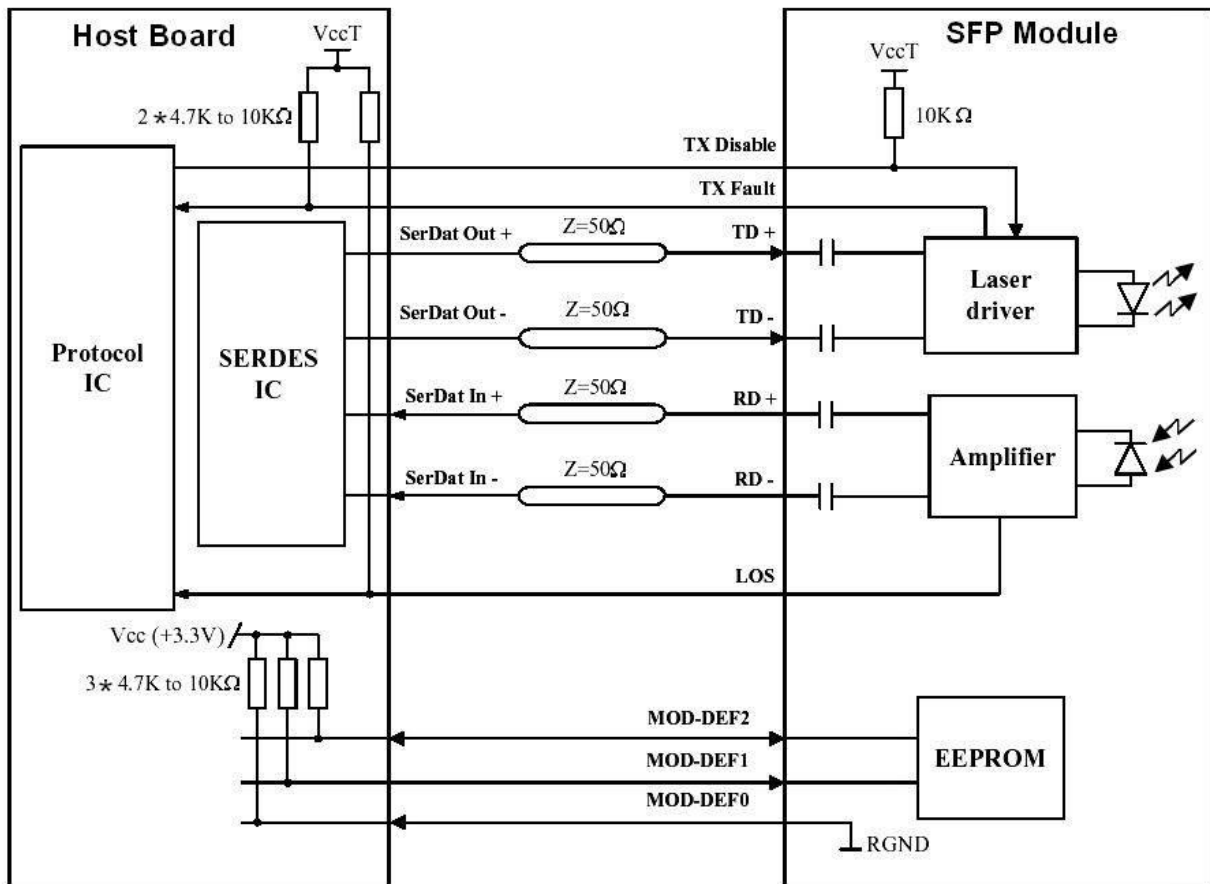 Host Board
SFP Module
VccT
VccT
2*4.7K to 10KΩ
10KΩ
TX Disable
TX Fault
SerDat Out +
Z=50Ω
TD +
Laser driver
SerDat Out -
Z=50Ω
TD -
Protocol IC
SERDES IC
SerDat In +
Z=50Ω
RD +
Amplifier
SerDat In -
Z=50Ω
RD -
LOS
Vcc (+3.3V)
3*4.7K to 10KΩ
MOD-DEF2
EEPROM
MOD-DEF1
MOD-DEF0
RGND